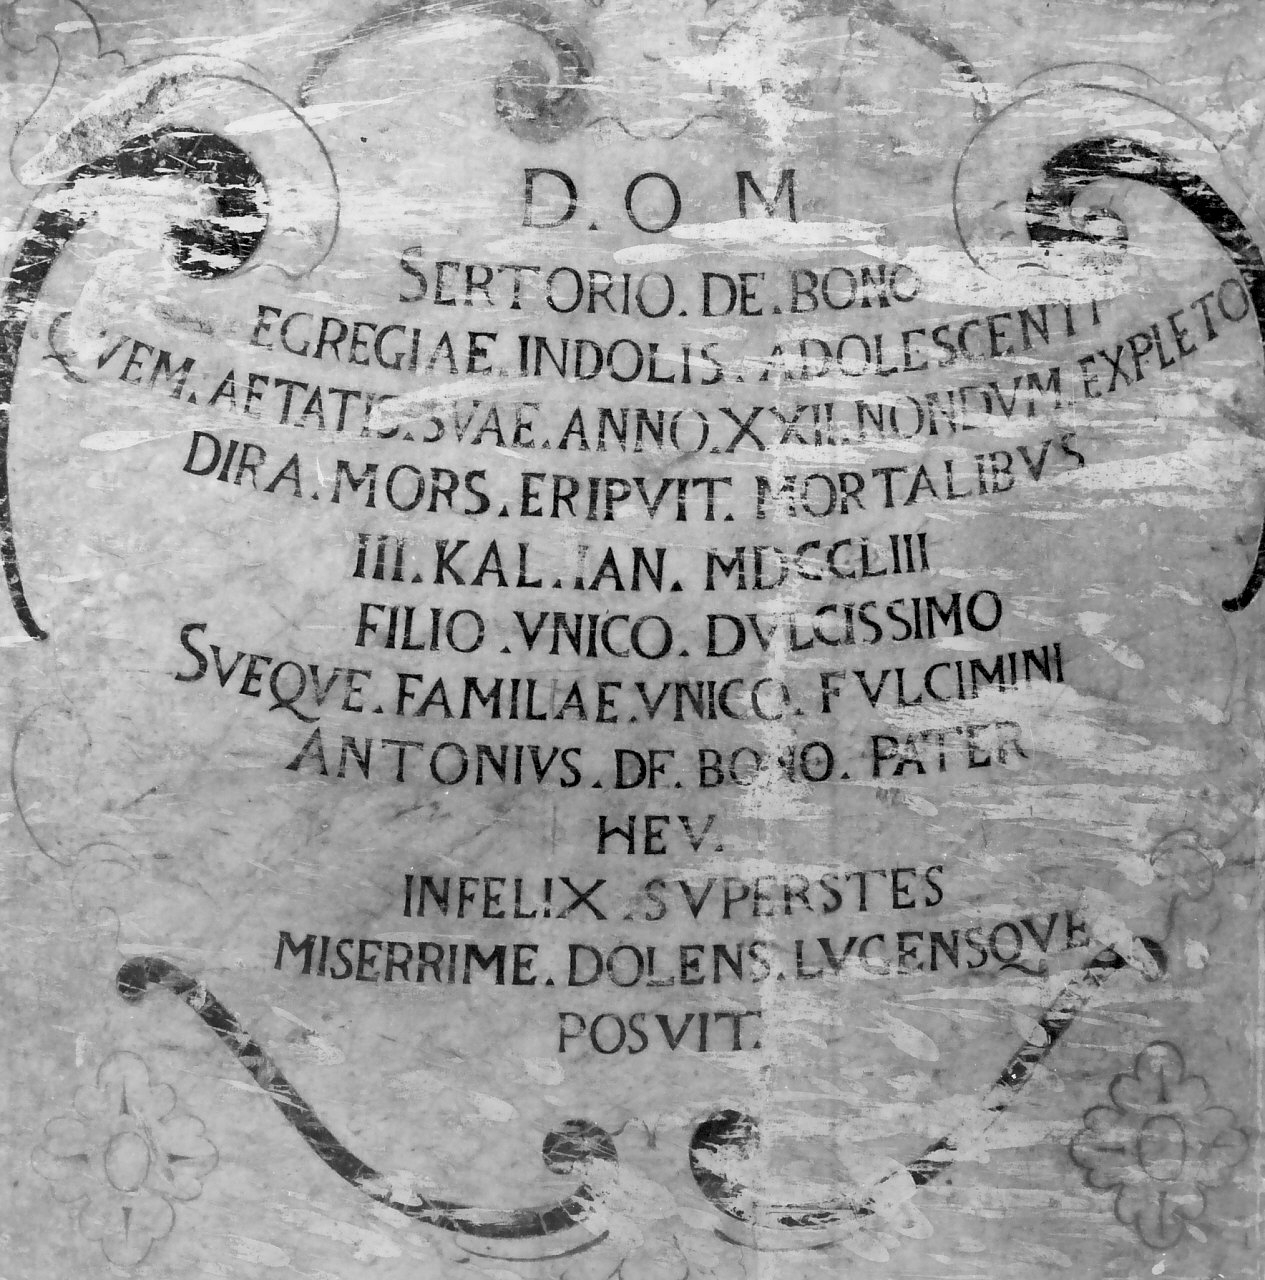 D.O M
SERTORIO.DE.BONO
EGREGIAE.INDOLIS.ADOLESCENTI
QVEM.AETATIS.SVAE.ANNO.XXII.NONDVM.EXPLETO
DIRA.MORS.ERIPVIT.MORTALIBVS
III.KAL.IAN.MDCCLIII
FILIO.VNICO.DVLCISSIMO
SVEQVE.FAMILAE.VNICO.FVLCIMINI
ANTONIVS.DE.BONO.PATER
HEV.
INFELIX.SVPERSTES
MISERRIME.DOLENS.LVGENSQVE
POSVIT.